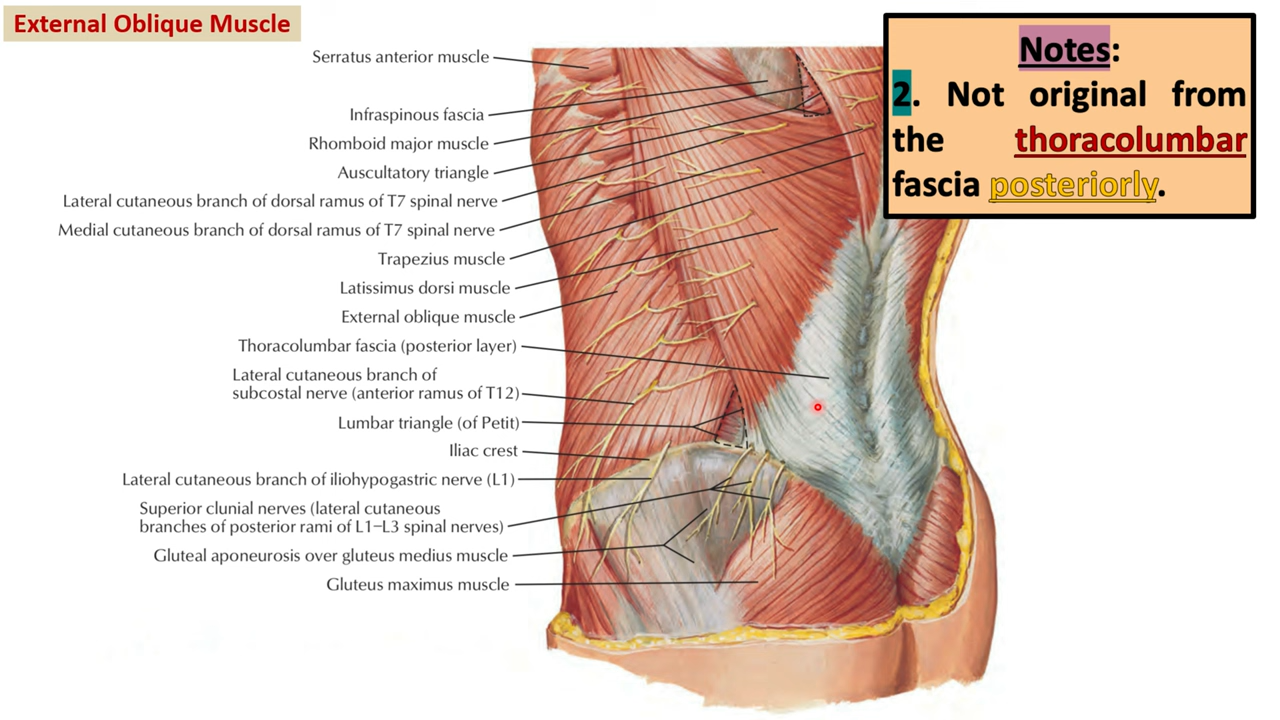 External Oblique Muscle
Serratus anterior muscle
Infraspinous fascia
Rhomboid major muscle
Auscultatory triangle
Lateral cutaneous branch of dorsal ramus of T7 spinal nerve
Medial cutaneous branch of dorsal ramus of T7 spinal nerve
Trapezius muscle
Latissimus dorsi muscle
External oblique muscle
Thoracolumbar fascia (posterior layer)
Lateral cutaneous branch of
subcostal nerve (anterior ramus of T12)
Lumbar triangle (of Petit)
Iliac crest
Lateral cutaneous branch of iliohypogastric nerve (L1)
Superior clunial nerves (lateral cutaneous
branches of posterior rami of L1–L3 spinal nerves)
Gluteal aponeurosis over gluteus medius muscle
Gluteus maximus muscle
Notes:
2. Not original from
the thoracolumbar
fascia posteriorly.